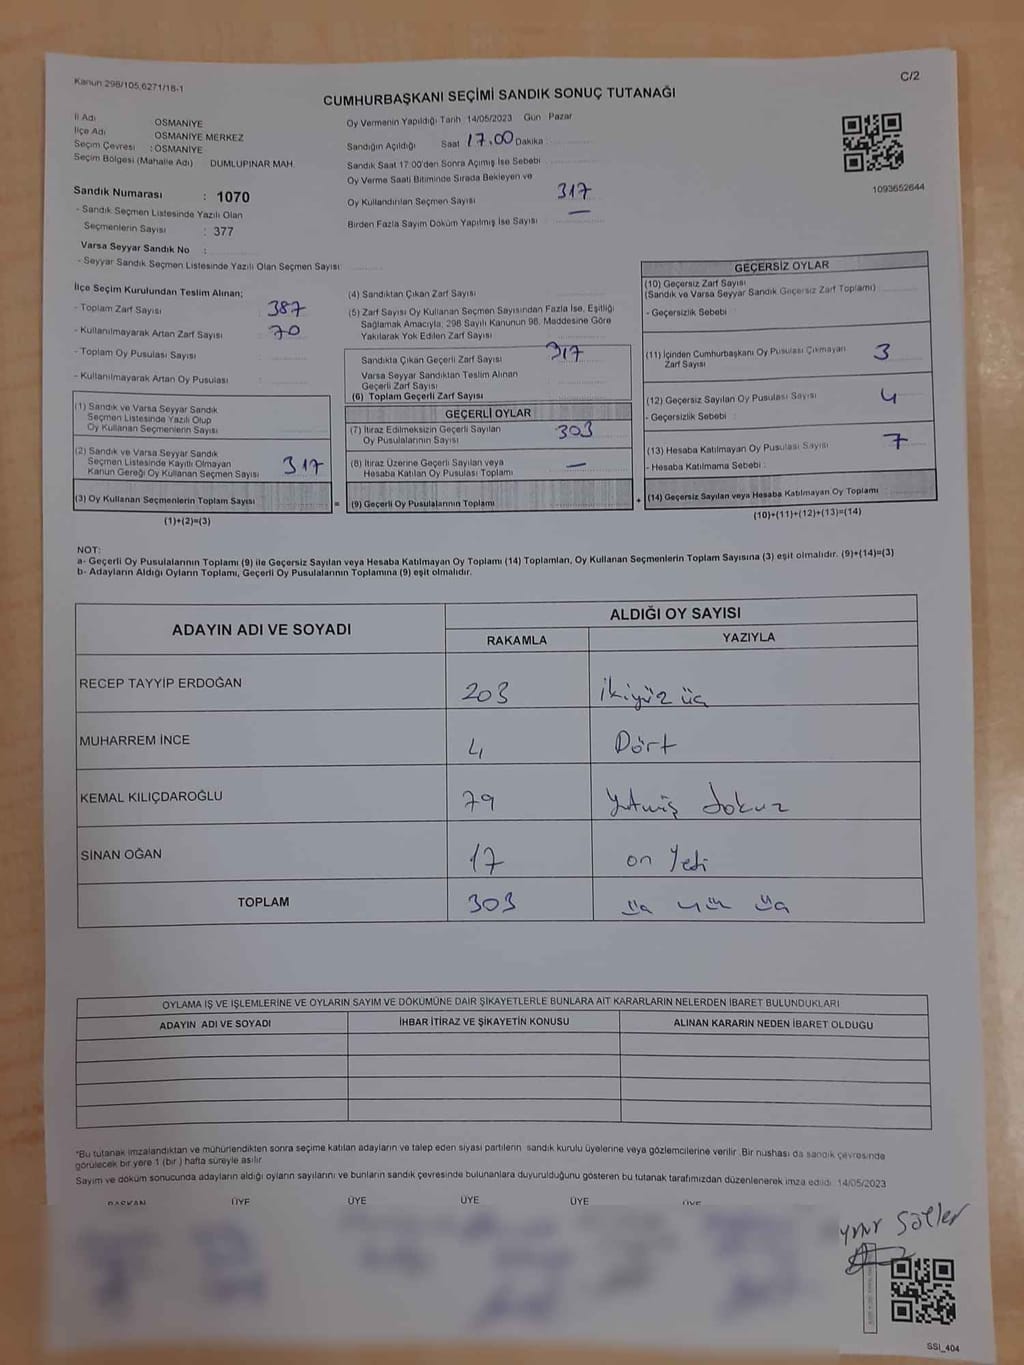 Kanun 298/105,6271/18-1
C/2
CUMHURBAŞKANI SEÇİMİ SANDIK SONUÇ TUTANAĞI
İl Adı OSMANİYE
İlçe Adı OSMANİYE MERKEZ
Seçim Çevresi : OSMANİYE
Seçim Bölgesi (Mahalle Adı) : DUMLUPINAR MAH.
Sandık Numarası : 1070
- Sandık Seçmen Listesinde Yazılı Olan
Seçmenlerin Sayısı : 377
Varsa Seyyar Sandık No :
- Seyyar Sandık Seçmen Listesinde Yazılı Olan Seçmen Sayısı:
Oy Vermenin Yapıldığı Tarih 14/05/2023 Gün Pazar
Sandığın Açıldığı Saat 17.00 Dakika :
Sandık Saat 17:00'den Sonra Açımış İse Sebebi
Oy Verme Saati Bitiminde Sırada Bekleyen ve
Oy Kullandırılan Seçmen Sayısı 317
Birden Fazla Sayım Döküm Yapılmış İse Sayısı —
1093652644
İlçe Seçim Kurulundan Teslim Alınan;
- Toplam Zarf Sayısı : 387
- Kullanılmayarak Artan Zarf Sayısı : 70
- Toplam Oy Pusulası Sayısı :
- Kullanılmayarak Artan Oy Pusulası :
(1) Sandık ve Varsa Seyyar Sandık
Seçmen Listesinde Yazılı Olup
Oy Kullanan Seçmenlerin Sayısı
(2) Sandık ve Varsa Seyyar Sandık
Seçmen Listesinde Kayıtlı Olmayan
Kanun Gereği Oy Kullanan Seçmen Sayısı 317
(3) Oy Kullanan Seçmenlerin Toplam Sayısı
(1)+(2)=(3)
=
(4) Sandıktan Çıkan Zarf Sayısı
(5) Zarf Sayısı Oy Kullanan Seçmen Sayısından Fazla İse, Eşitliği
Sağlamak Amacıyla, 298 Sayılı Kanunun 98. Maddesine Göre
Yakılarak Yok Edilen Zarf Sayısı
Sandıkta Çıkan Geçerli Zarf Sayısı 317
Varsa Seyyar Sandıktan Teslim Alınan
Geçerli Zarf Sayısı
(6) Toplam Geçerli Zarf Sayısı
GEÇERLİ OYLAR
(7) İtiraz Edilmeksizin Geçerli Sayılan
Oy Pusulalarının Sayısı 303
(8) İtiraz Üzerine Geçerli Sayılan veya
Hesaba Katılan Oy Pusulası Toplamı —
(9) Geçerli Oy Pusulalarının Toplamı
+
GEÇERSİZ OYLAR
(10) Geçersiz Zarf Sayısı
(Sandık ve Varsa Seyyar Sandık Geçersiz Zarf Toplamı)
- Geçersizlik Sebebi :
(11) İçinden Cumhurbaşkanı Oy Pusulası Çıkmayan
Zarf Sayısı 3
(12) Geçersiz Sayılan Oy Pusulası Sayısı 4
- Geçersizlik Sebebi :
(13) Hesaba Katılmayan Oy Pusulası Sayısı 7
- Hesaba Katılmama Sebebi :
(14) Geçersiz Sayılan veya Hesaba Katılmayan Oy Toplamı
(10)+(11)+(12)+(13)=(14)
NOT:
a- Geçerli Oy Pusulalarının Toplamı (9) ile Geçersiz Sayılan veya Hesaba Katılmayan Oy Toplamı (14) Toplamları, Oy Kullanan Seçmenlerin Toplam Sayısına (3) eşit olmalıdır. (9)+(14)=(3)
b- Adayların Aldığı Oyların Toplamı, Geçerli Oy Pusulalarının Toplamına (9) eşit olmalıdır.
ADAYIN ADI VE SOYADI
ALDIĞI OY SAYISI
RAKAMLA YAZIYLA
RECEP TAYYİP ERDOĞAN 203 ikiyüz üç
MUHARREM İNCE 4 Dört
KEMAL KILIÇDAROĞLU 79 Yetmiş dokuz
SİNAN OĞAN 17 on Yedi
TOPLAM 303 üç yüz üç
OYLAMA İŞ VE İŞLEMLERİNE VE OYLARIN SAYIM VE DÖKÜMÜNE DAİR ŞİKAYETLERLE BUNLARA AİT KARARLARIN NELERDEN İBARET BULUNDUKLARI
ADAYIN ADI VE SOYADI İHBAR İTİRAZ VE ŞİKAYETİN KONUSU ALINAN KARARIN NEDEN İBARET OLDUĞU
*Bu tutanak imzalandıktan ve mühürlendikten sonra seçime katılan adayların ve talep eden siyasi partilerin sandık kurulu üyelerine veya gözlemcilerine verilir. Bir nushası da sandık çevresinde
görülecek bir yere 1 (bir) hafta süreyle asılır.
Sayım ve döküm sonucunda adayların aldığı oyların sayılarını ve bunların sandık çevresinde bulunanlara duyurulduğunu gösteren bu tutanak tarafımızdan düzenlenerek imza edildi. 14/05/2023
BAŞKAN ÜYE ÜYE ÜYE ÜYE ÜYE
SSI_404